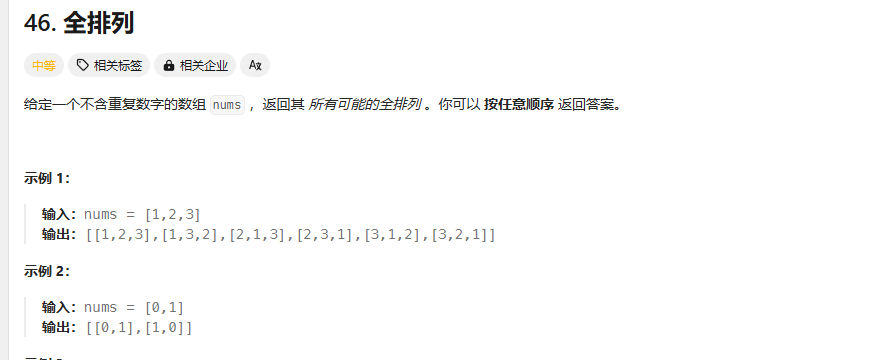 46. 全排列
中等 相关标签 相关企业 Aあ
给定一个不含重复数字的数组 nums ，返回其 所有可能的全排列 。你可以 按任意顺序 返回答案。
示例 1：
输入：nums = [1,2,3]
输出：[[1,2,3],[1,3,2],[2,1,3],[2,3,1],[3,1,2],[3,2,1]]
示例 2：
输入：nums = [0,1]
输出：[[0,1],[1,0]]